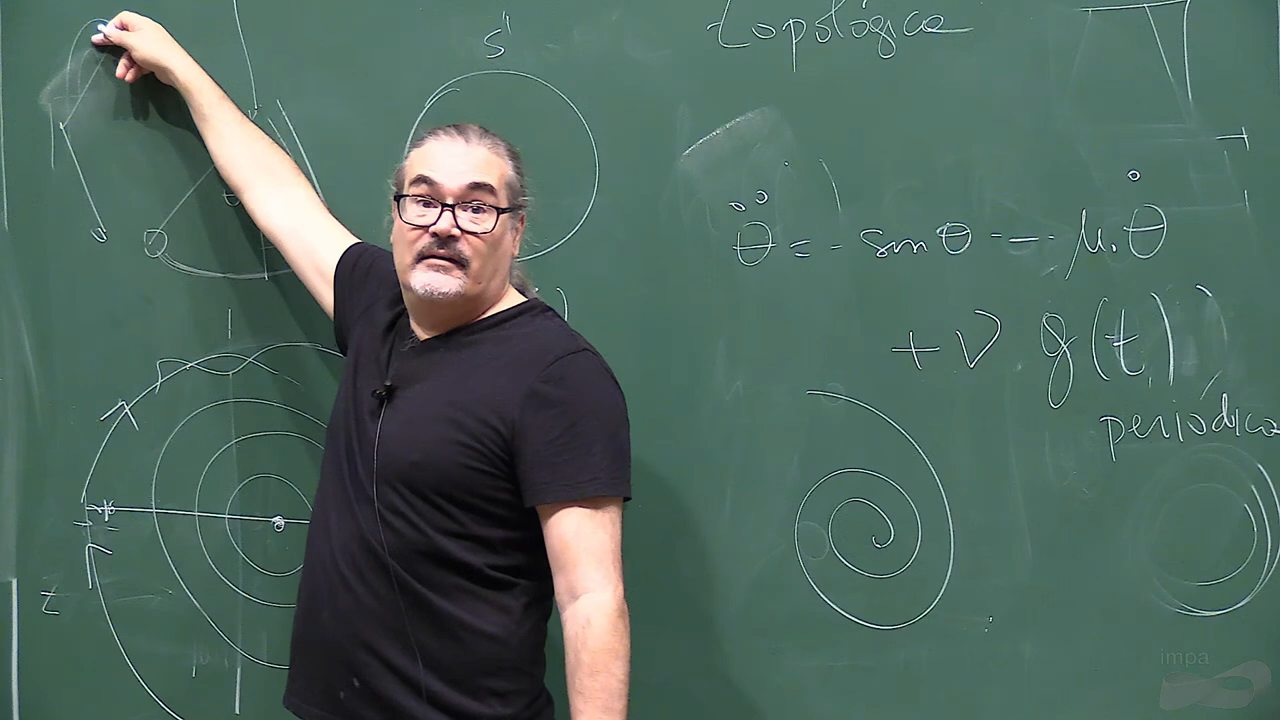 topológica
S¹
θ̈ = - sin θ - μ. θ̇
+ ν g(t)
periódica
impa